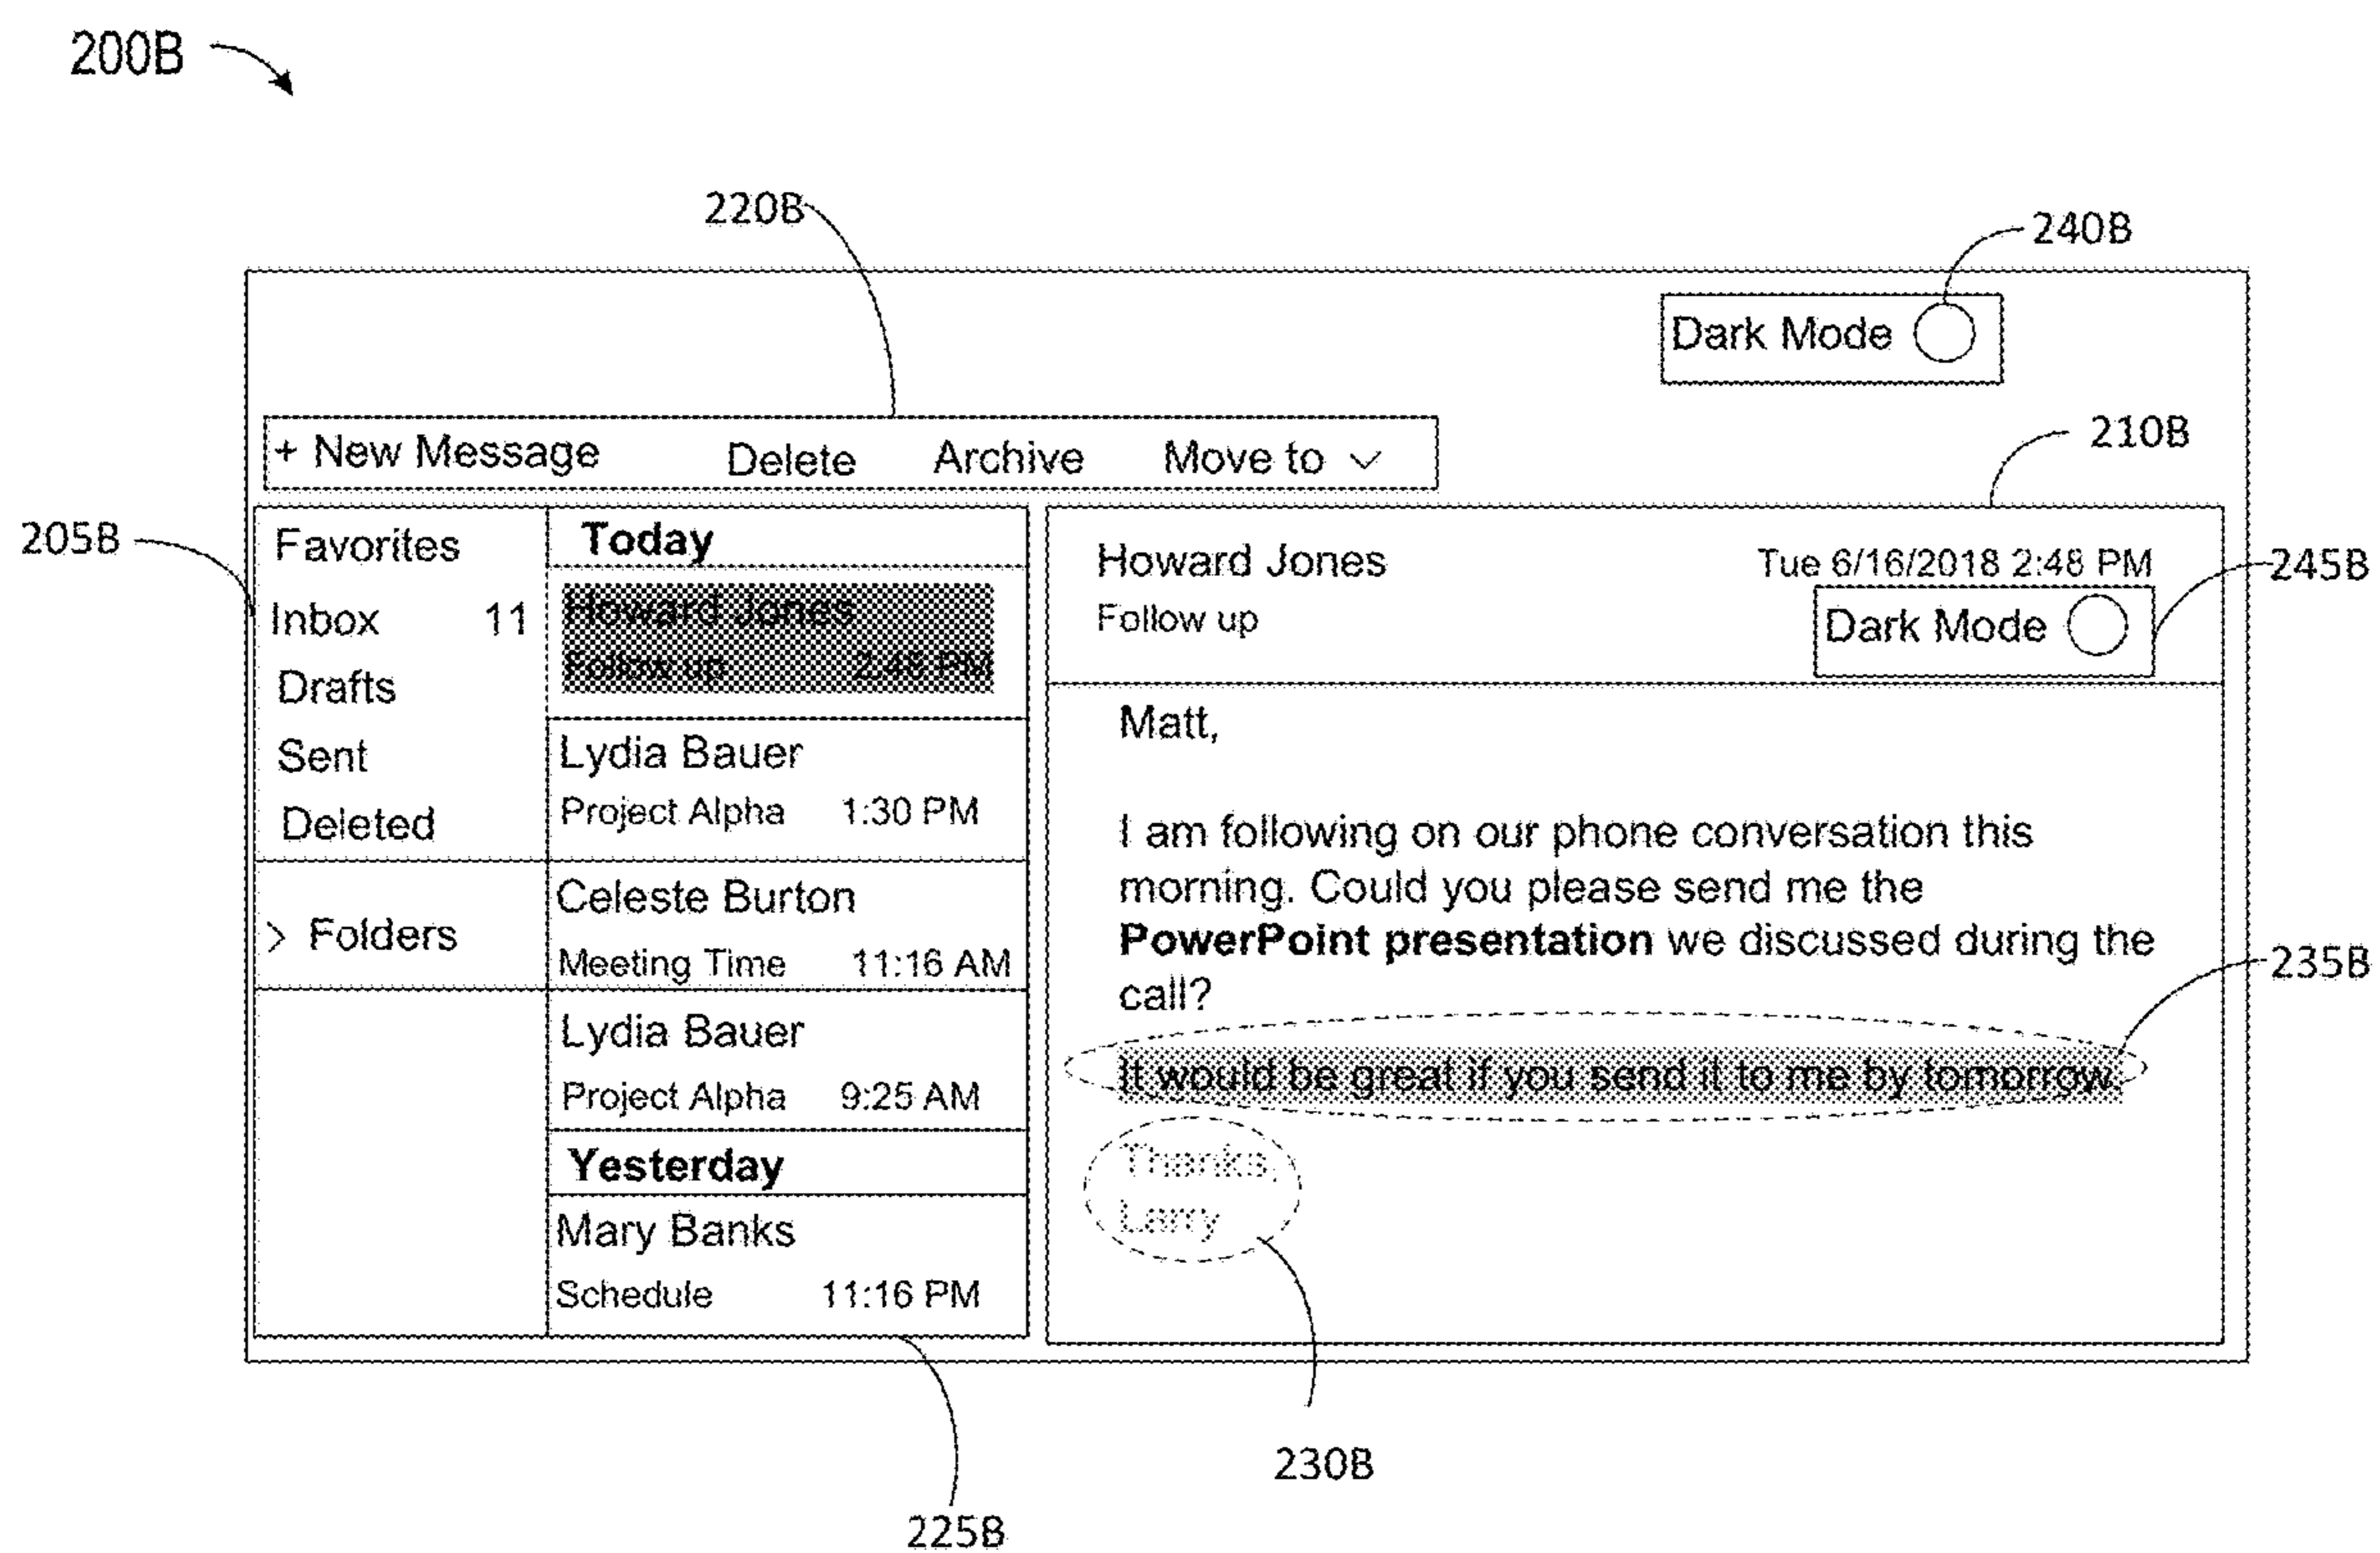 200B
220B
240B
Dark Mode
+ New Message Delete Archive Move to
210B
205B
Favorites
Inbox 11
Drafts
Sent
Deleted
> Folders
Today
Howard Jones
Follow up 2:48 PM
Lydia Bauer
Project Alpha 1:30 PM
Celeste Burton
Meeting Time 11:16 AM
Lydia Bauer
Project Alpha 9:25 AM
Yesterday
Mary Banks
Schedule 11:16 PM
225B
Howard Jones Tue 6/16/2018 2:48 PM
Follow up
Dark Mode
245B
Matt,
I am following on our phone conversation this
morning. Could you please send me the
PowerPoint presentation we discussed during the
call?
235B
It would be great if you send it to me by tomorrow.
Thanks,
Larry
230B